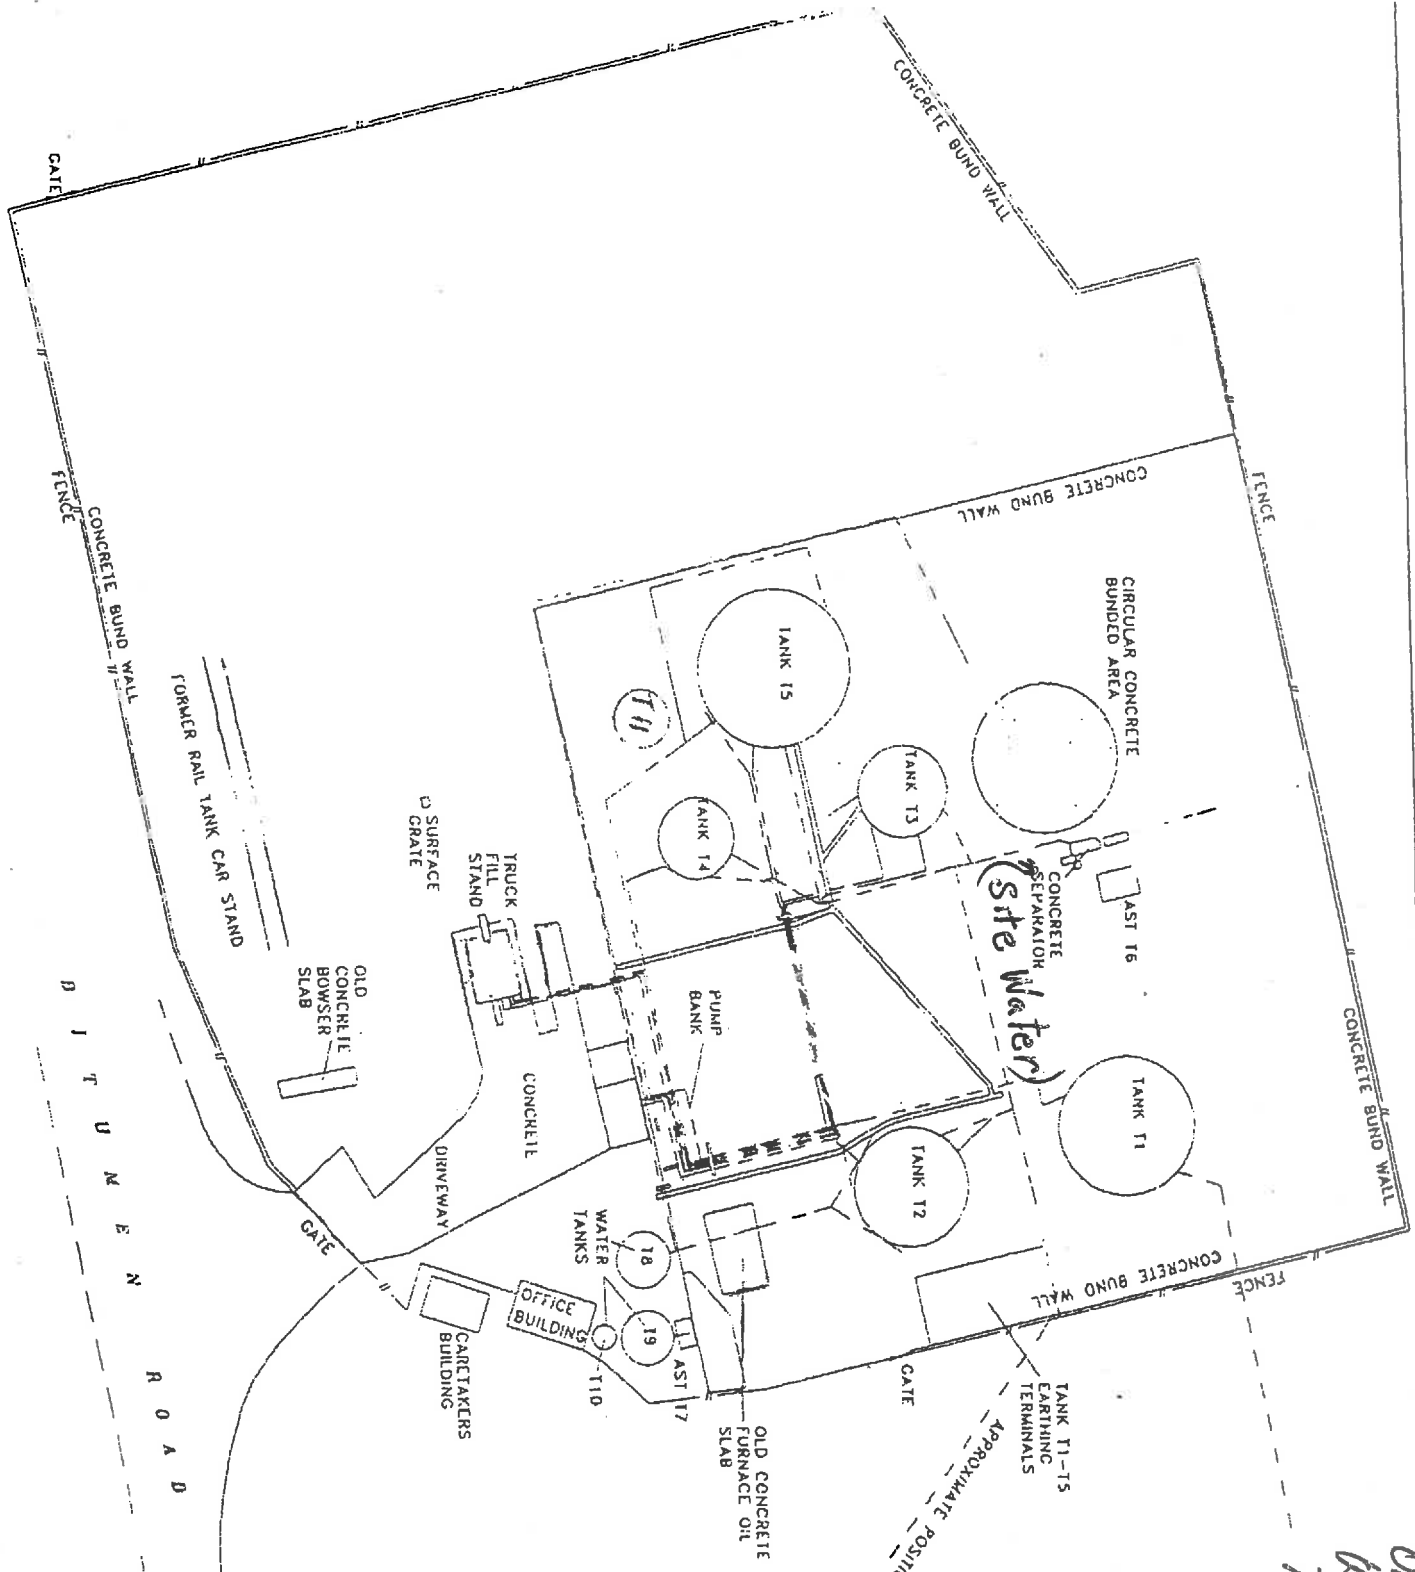 CONCRETE BUND WALL
GATE
FENCE
CONCRETE BUND WALL
CONCRETE BUND WALL
FENCE
CIRCULAR CONCRETE
BUNDED AREA
TANK T5
T11
TANK T3
TANK T4
FORMER RAIL TANK CAR STAND
SURFACE
GRATE
TRUCK
FILL
STAND
CONCRETE
SEPARATOR
(Site Water)
AST T6
OLD
CONCRETE
BOWSER
SLAB
PUMP
BANK
CONCRETE
DRIVEWAY
TANK T1
TANK T2
CONCRETE BUND WALL
CONCRETE BUND WALL
FENCE
GATE
WATER
TANKS
T8
T9
T10
AST T7
OFFICE
BUILDING
CARETAKERS
BUILDING
GATE
TANK T1-T5
EARTHING
TERMINALS
OLD CONCRETE
FURNACE OIL
SLAB
APPROXIMATE
BITUMEN ROAD